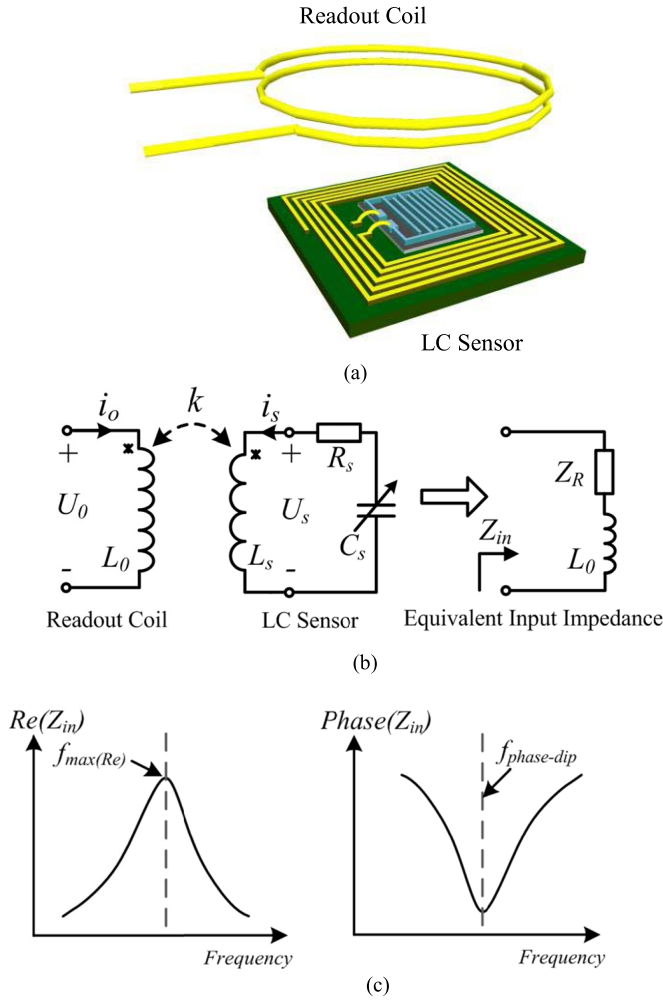 Readout Coil
LC Sensor
(a)
i_o k i_s
+ + R_s Z_R
U_0 U_s Z_in
L_0 L_s C_s L_0
- -
Readout Coil LC Sensor Equivalent Input Impedance
(b)
Re(Z_in) Phase(Z_in)
f_max(Re) f_phase-dip
Frequency Frequency
(c)